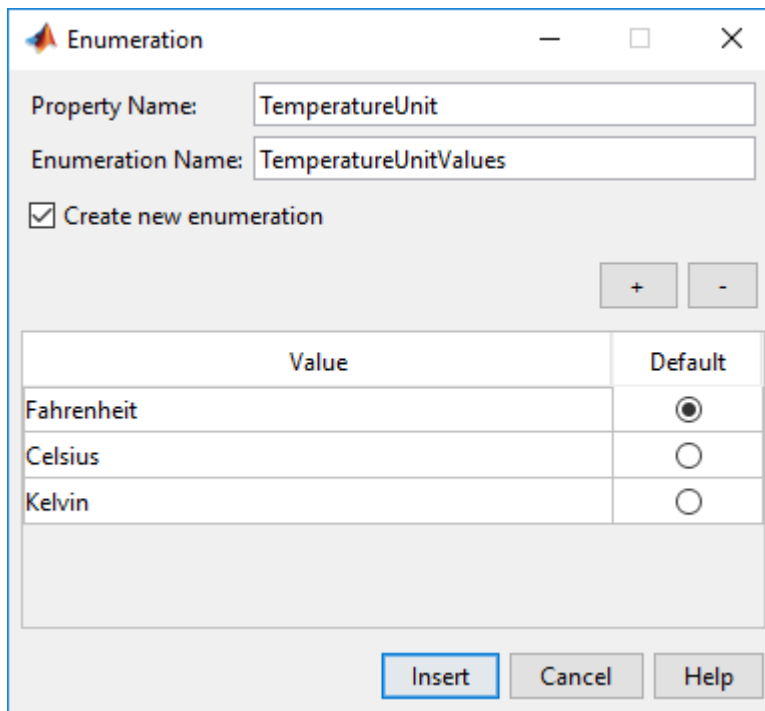 Enumeration
Property Name: TemperatureUnit
Enumeration Name: TemperatureUnitValues
Create new enumeration
+ -
Value Default
Fahrenheit
Celsius
Kelvin
Insert Cancel Help